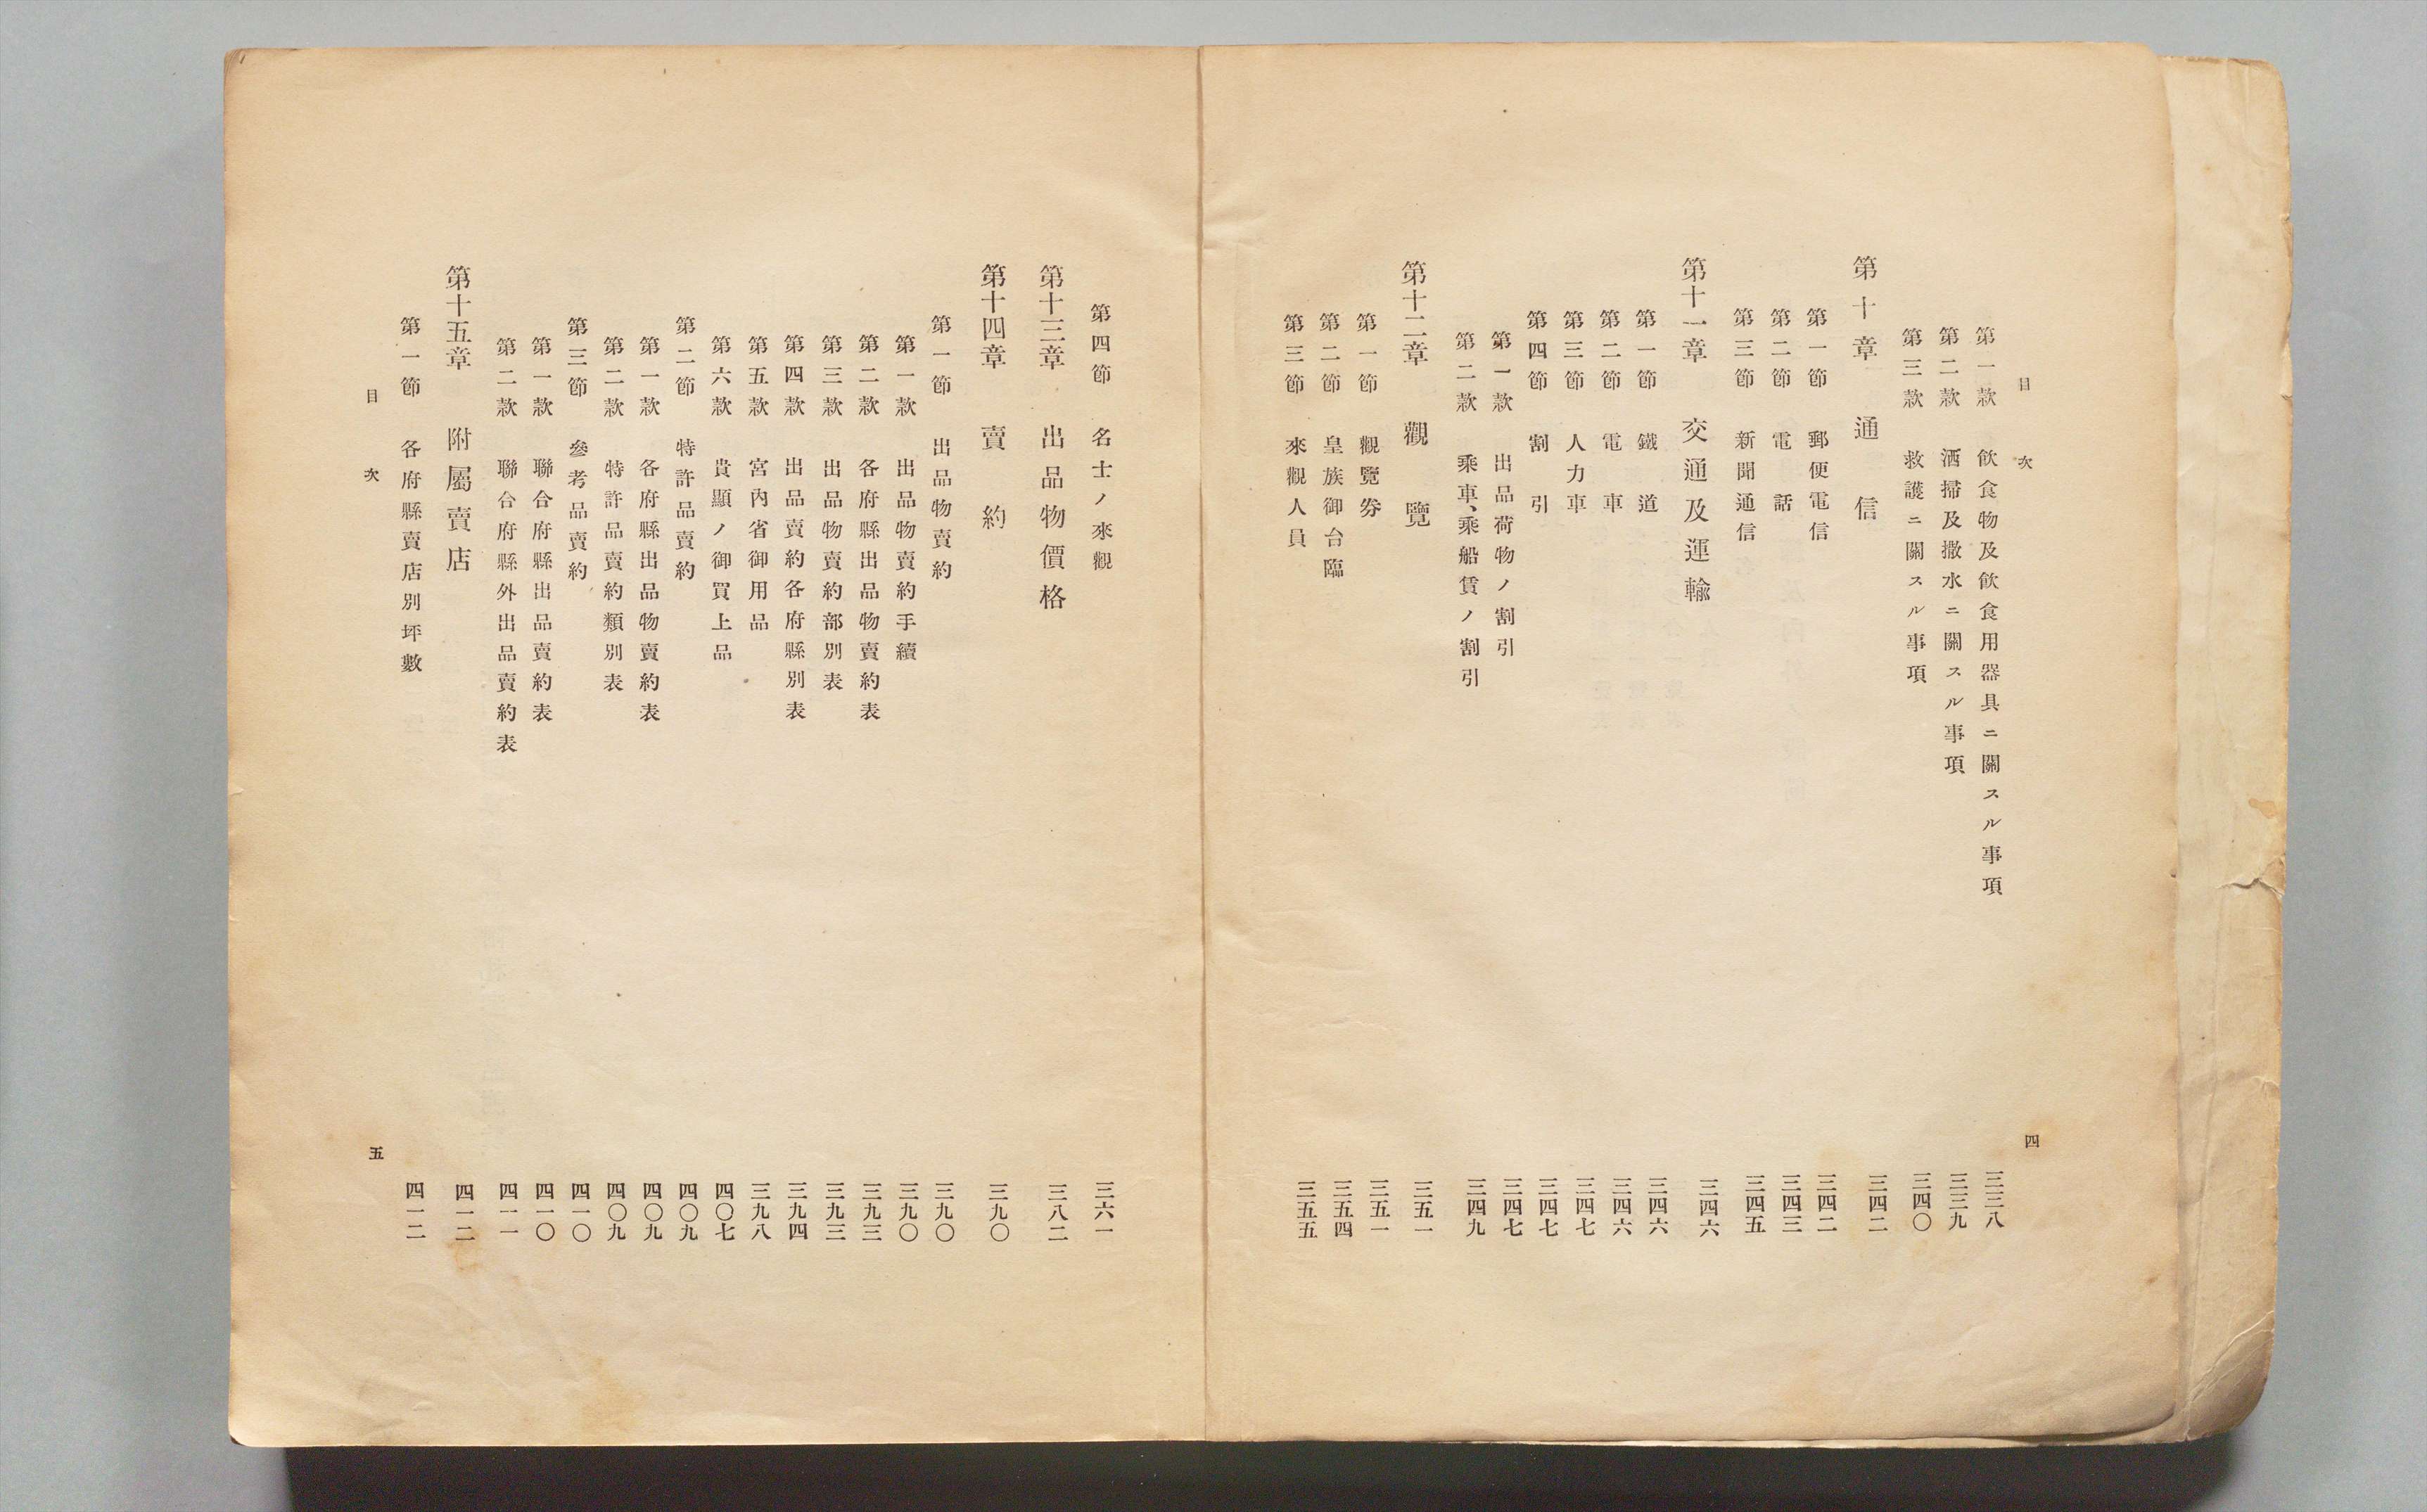 目次 四
第一款 飮食物及飮食用器具ニ關スル事項 三三八
第二款 洒掃及撒水ニ關スル事項 三三九
第三款 救護ニ關スル事項 三四〇
第十章 通信 三四二
第一節 郵便電信 三四二
第二節 電話 三四三
第三節 新聞通信 三四五
第十一章 交通及運輸 三四六
第一節 鐵道 三四六
第二節 電車 三四六
第三節 人力車 三四七
第四節 割引 三四七
第一款 出品荷物ノ割引 三四七
第二款 乘車、乘船賃ノ割引 三四九
第十二章 觀覽 三五一
第一節 觀覽券 三五一
第二節 皇族御台臨 三五四
第三節 來觀人員 三五五
第四節 名士ノ來觀 三六一
第十三章 出品物價格 三八二
第十四章 賣約 三九〇
第一節 出品物賣約 三九〇
第一款 出品物賣約手續 三九〇
第二款 各府縣出品物賣約表 三九三
第三款 出品物賣約部別表 三九三
第四款 出品賣約各府縣別表 三九四
第五款 宮內省御用品 三九八
第六款 貴顯ノ御買上品 四〇七
第二節 特許品賣約 四〇九
第一款 各府縣出品物賣約表 四〇九
第二款 特許品賣約類別表 四〇九
第三節 參考品賣約 四一〇
第一款 聯合府縣出品賣約表 四一〇
第二款 聯合府縣外出品賣約表 四一一
第十五章 附屬賣店 四一二
第一節 各府縣賣店別坪數 四一二
目次 五